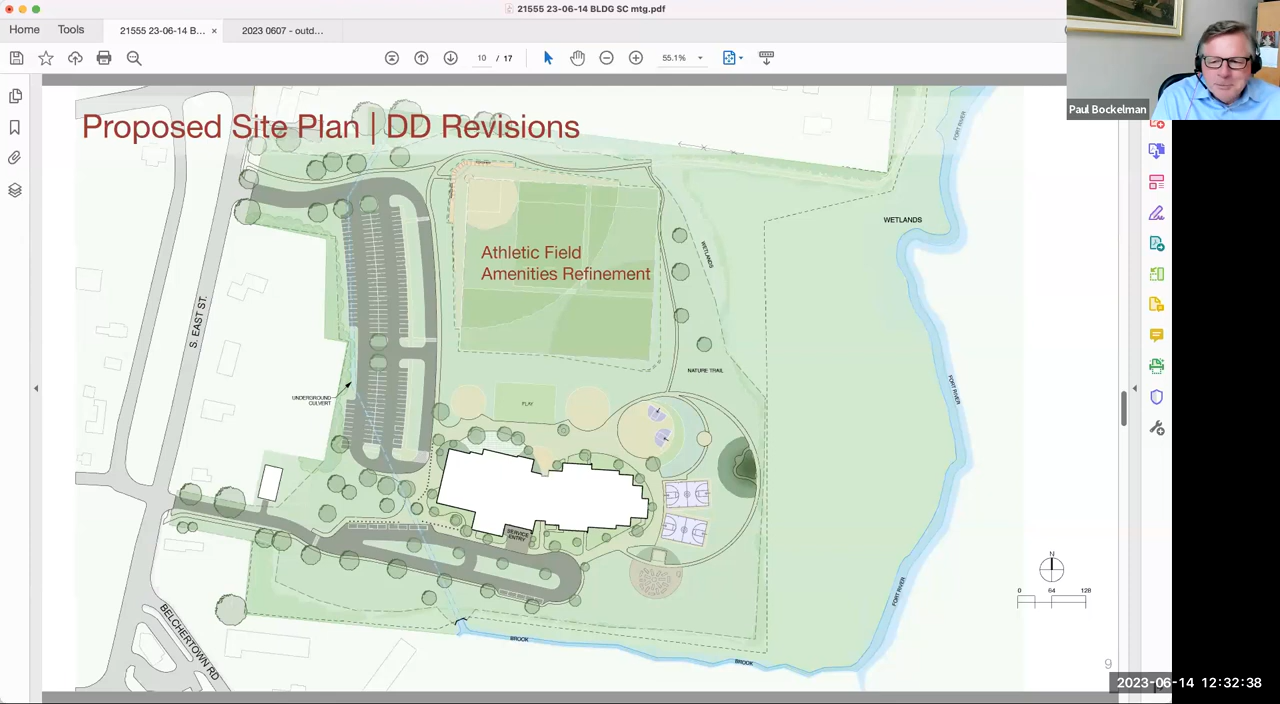 21555 23-06-14 BLDG SC mtg.pdf
Home
Tools
21555 23-06-14 B... ×
2023 0607 - outd...
10 / 17
55.1%
Paul Bockelman
Proposed Site Plan | DD Revisions
FORT RIVER
WETLANDS
Athletic Field
Amenities Refinement
WETLANDS
S. EAST ST.
NATURE TRAIL
UNDERGROUND
CULVERT
PLAY
FORT RIVER
SERVICE
ENTRY
N
0 64 128
FORT RIVER
BELCHERTOWN RD
BROOK
BROOK
9
2023-06-14 12:32:38